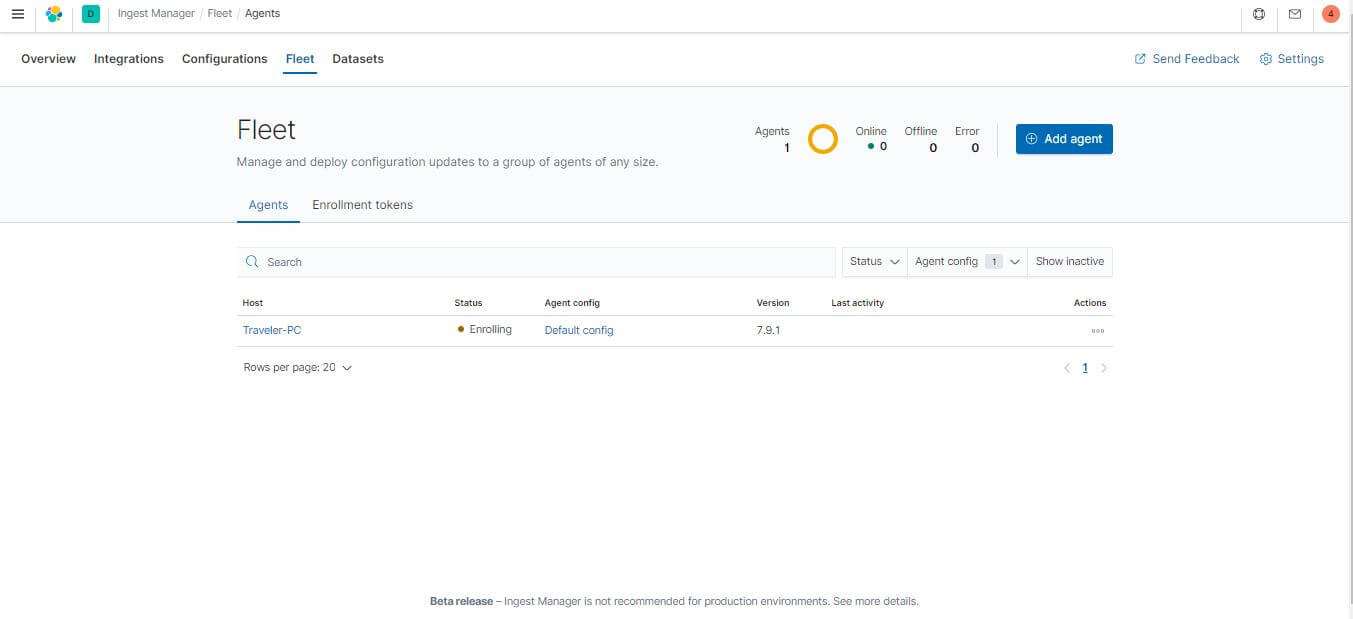 D Ingest Manager / Fleet / Agents 4
Overview Integrations Configurations Fleet Datasets Send Feedback Settings
Fleet
Manage and deploy configuration updates to a group of agents of any size.
Agents Online Offline Error
1 0 0 0
Add agent
Agents Enrollment tokens
Search Status Agent config 1 Show inactive
Host Status Agent config Version Last activity Actions
Traveler-PC Enrolling Default config 7.9.1
Rows per page: 20 1
Beta release – Ingest Manager is not recommended for production environments. See more details.